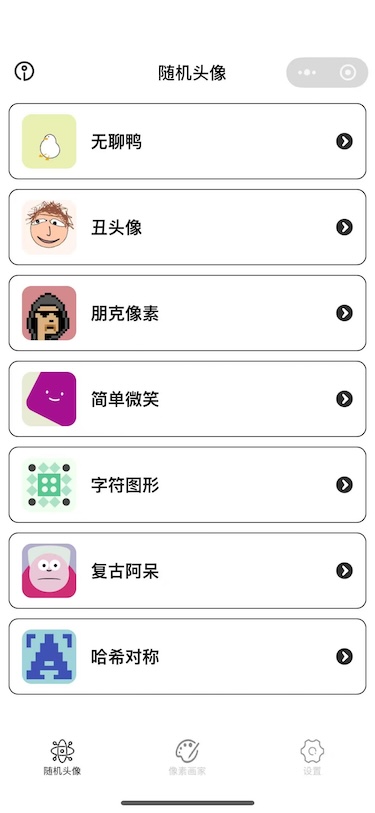 随机头像
无聊鸭
丑头像
朋克像素
简单微笑
字符图形
复古阿呆
哈希对称
随机头像
像素画家
设置